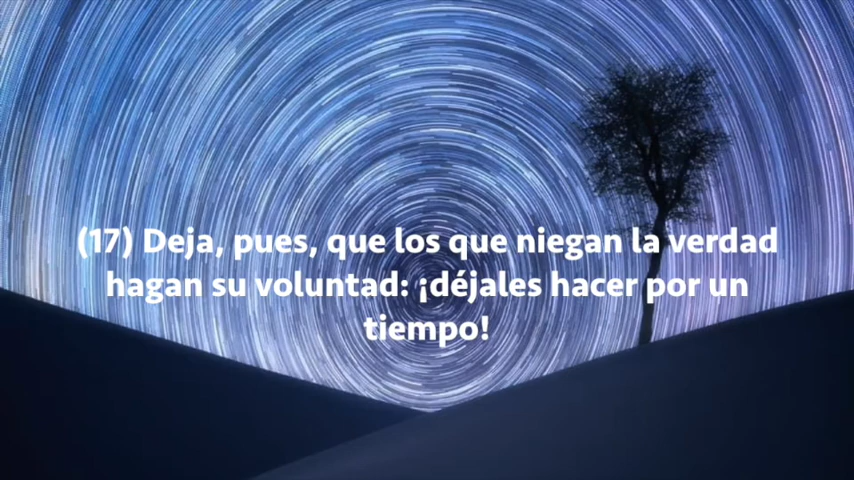 (17) Deja, pues, que los que niegan la verdad
hagan su voluntad: ¡déjales hacer por un
tiempo!